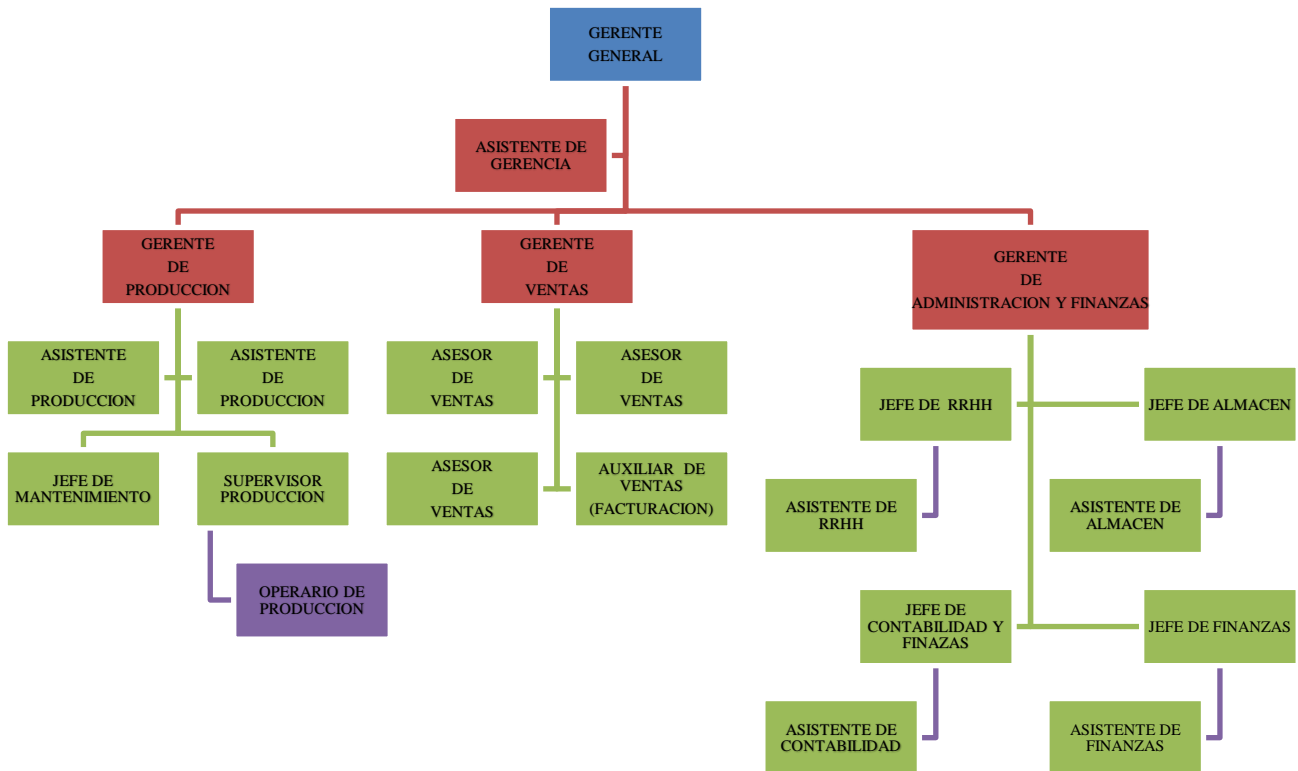 GERENTE
GENERAL
ASISTENTE DE
GERENCIA
GERENTE
DE
PRODUCCION
GERENTE
DE
VENTAS
GERENTE
DE
ADMINISTRACION Y FINANZAS
ASISTENTE
DE
PRODUCCION
ASISTENTE
DE
PRODUCCION
JEFE DE
MANTENIMIENTO
SUPERVISOR
PRODUCCION
OPERARIO DE
PRODUCCION
ASESOR
DE
VENTAS
ASESOR
DE
VENTAS
ASESOR
DE
VENTAS
AUXILIAR DE
VENTAS
(FACTURACION)
JEFE DE RRHH
JEFE DE ALMACEN
ASISTENTE DE
RRHH
ASISTENTE DE
ALMACEN
JEFE DE
CONTABILIDAD Y
FINAZAS
JEFE DE FINANZAS
ASISTENTE DE
CONTABILIDAD
ASISTENTE DE
FINANZAS